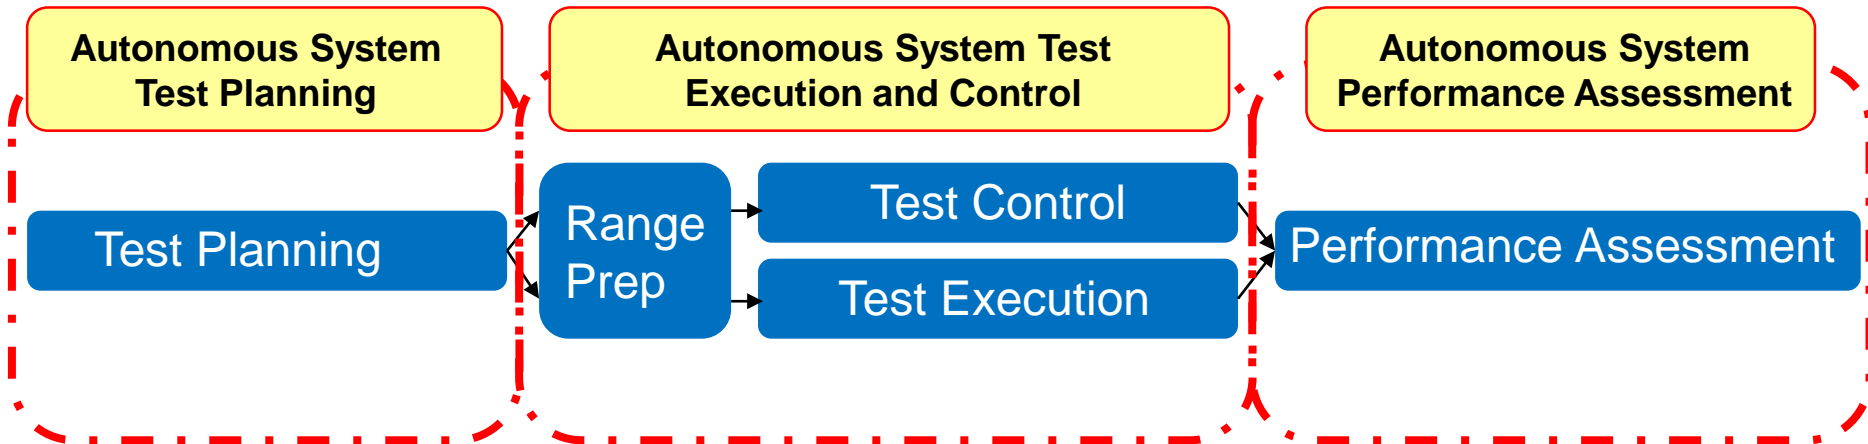 Autonomous System
Test Planning
Autonomous System Test
Execution and Control
Autonomous System
Performance Assessment
Test Planning
Range
Prep
Test Control
Test Execution
Performance Assessment